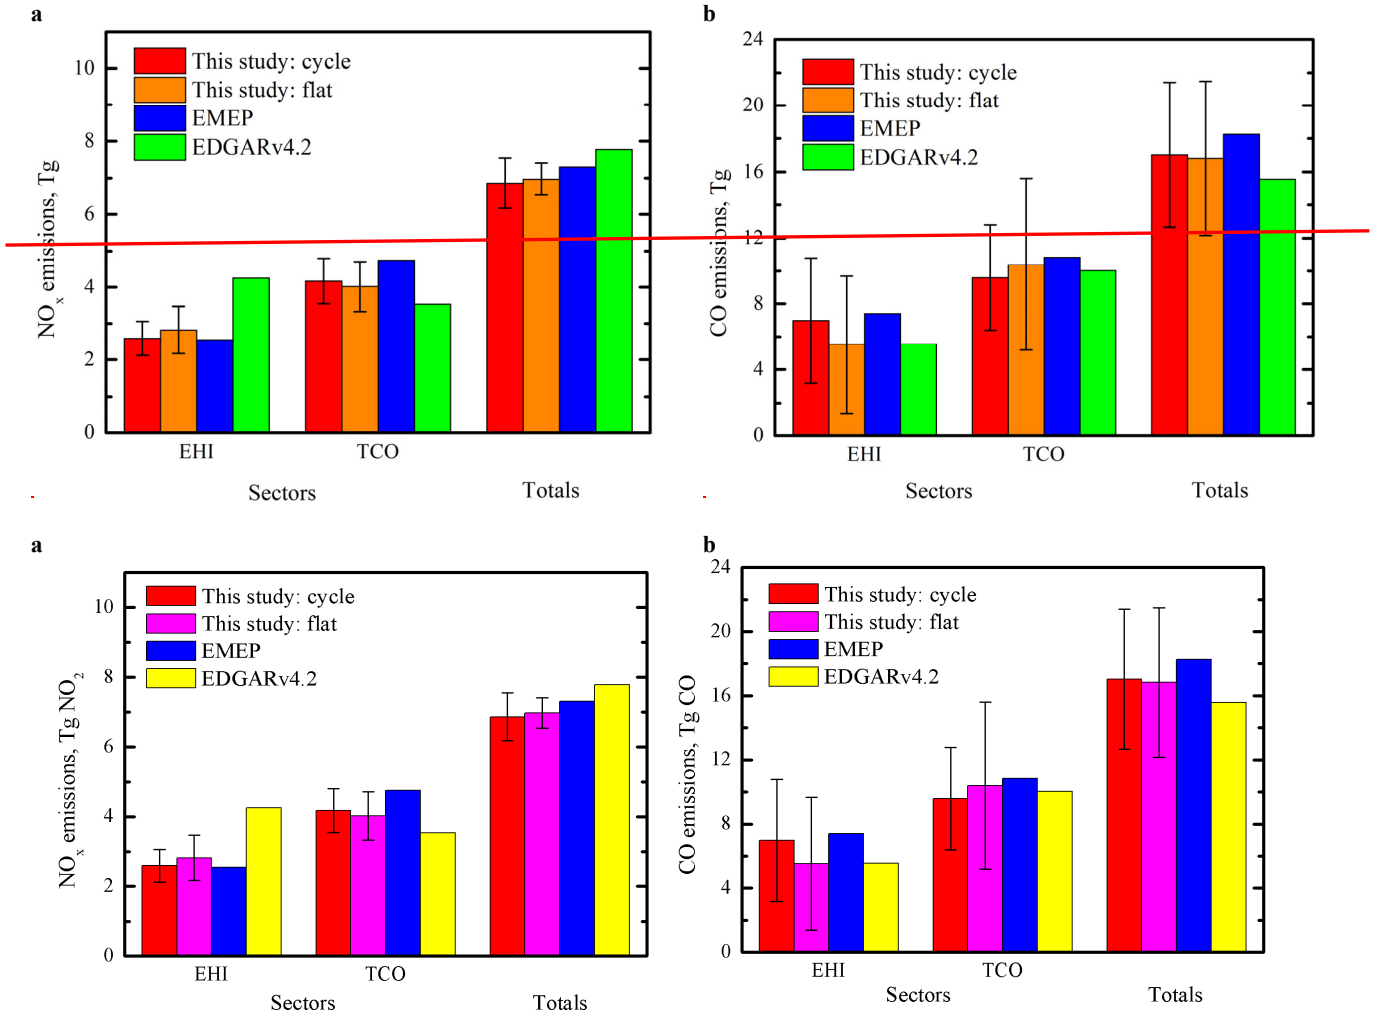 a
10
8
6
4
2
0
NOx emissions, Tg
This study: cycle
This study: flat
EMEP
EDGARv4.2
EHI
TCO
Sectors
Totals
b
24
20
16
12
8
4
0
CO emissions, Tg
This study: cycle
This study: flat
EMEP
EDGARv4.2
EHI
TCO
Sectors
Totals
a
10
8
6
4
2
0
NOx emissions, Tg NO2
This study: cycle
This study: flat
EMEP
EDGARv4.2
EHI
TCO
Sectors
Totals
b
24
20
16
12
8
4
0
CO emissions, Tg CO
This study: cycle
This study: flat
EMEP
EDGARv4.2
EHI
TCO
Sectors
Totals